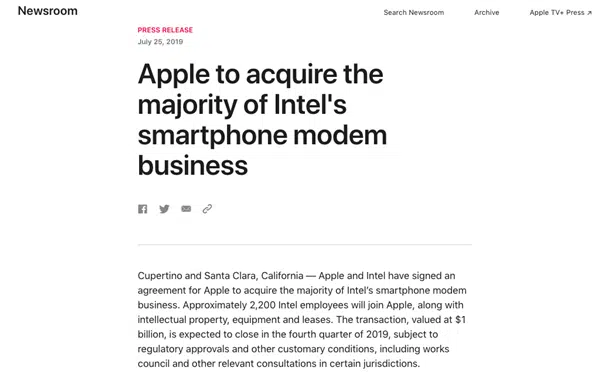 Newsroom
Search Newsroom Archive Apple TV+ Press ↗
PRESS RELEASE
July 25, 2019
Apple to acquire the
majority of Intel's
smartphone modem
business
Cupertino and Santa Clara, California — Apple and Intel have signed an
agreement for Apple to acquire the majority of Intel's smartphone modem
business. Approximately 2,200 Intel employees will join Apple, along with
intellectual property, equipment and leases. The transaction, valued at $1
billion, is expected to close in the fourth quarter of 2019, subject to
regulatory approvals and other customary conditions, including works
council and other relevant consultations in certain jurisdictions.